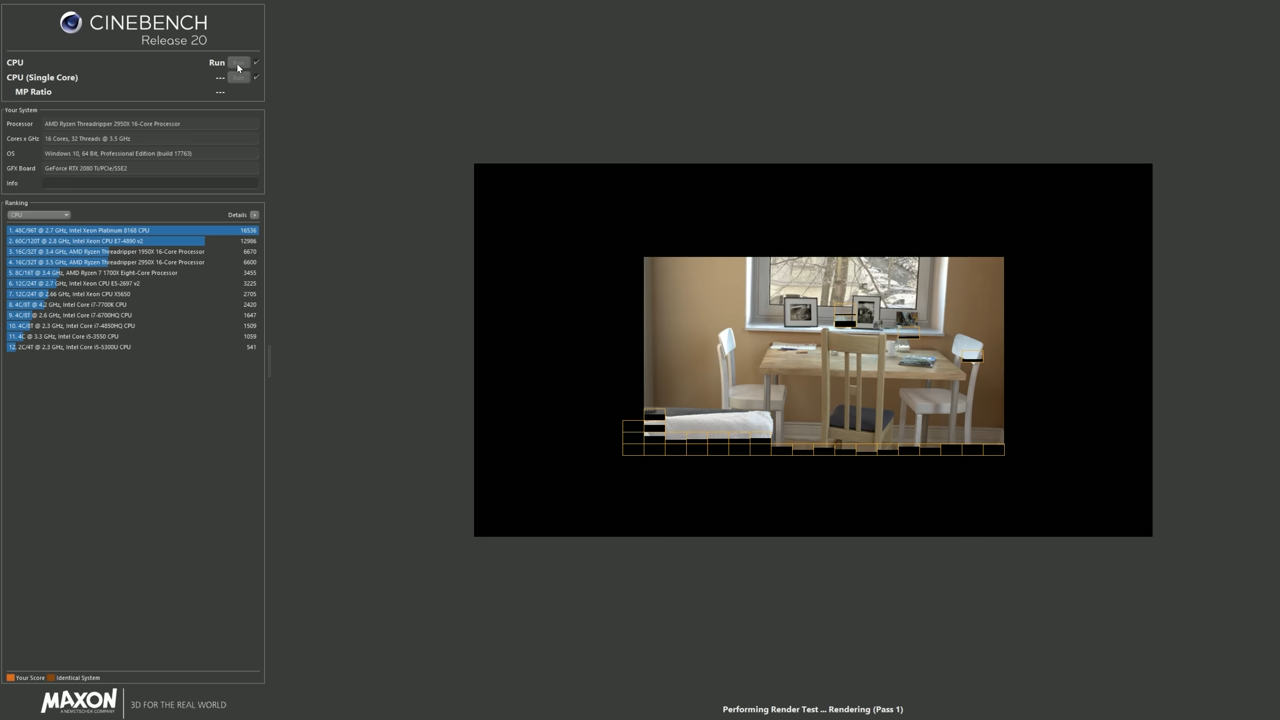 CINEBENCH
Release 20
CPU Run
CPU (Single Core) ---
MP Ratio ---
Your System
Processor AMD Ryzen Threadripper 2950X 16-Core Processor
Cores x GHz 16 Cores, 32 Threads @ 3.5 GHz
OS Windows 10, 64 Bit, Professional Edition (build 17763)
GFX Board GeForce RTX 2080 Ti/PCIe/SSE2
Info
Ranking
CPU Details
1. 48C/96T @ 2.7 GHz, Intel Xeon Platinum 8168 CPU 16536
2. 60C/120T @ 2.8 GHz, Intel Xeon CPU E7-4890 v2 12986
3. 16C/32T @ 3.4 GHz, AMD Ryzen Threadripper 1950X 16-Core Processor 6670
4. 16C/32T @ 3.5 GHz, AMD Ryzen Threadripper 2950X 16-Core Processor 6600
5. 8C/16T @ 3.4 GHz, AMD Ryzen 7 1700X Eight-Core Processor 3455
6. 12C/24T @ 2.7 GHz, Intel Xeon CPU E5-2697 v2 3225
7. 12C/24T @ 2.66 GHz, Intel Xeon CPU X5650 2705
8. 4C/8T @ 4.2 GHz, Intel Core i7-7700K CPU 2420
9. 4C/8T @ 2.6 GHz, Intel Core i7-6700HQ CPU 1647
10. 4C/8T @ 2.3 GHz, Intel Core i7-4850HQ CPU 1509
11. 4C @ 3.3 GHz, Intel Core i5-3550 CPU 1059
12. 2C/4T @ 2.3 GHz, Intel Core i5-5300U CPU 541
Your Score Identical System
MAXON 3D FOR THE REAL WORLD
A NEMETSCHEK COMPANY
Performing Render Test ... Rendering (Pass 1)